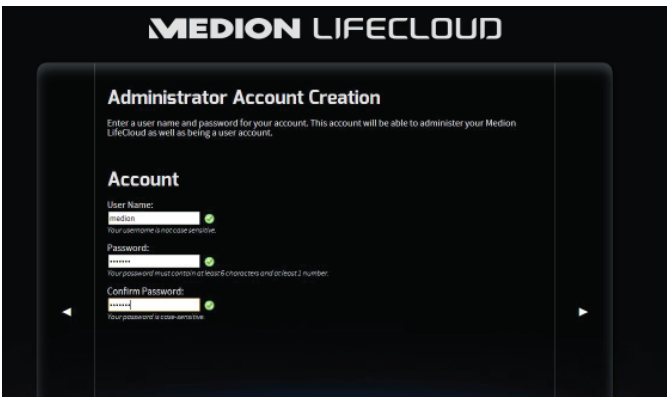 MEDION LIFECLOUD
Administrator Account Creation
Enter a user name and password for your account. This account will be able to administer your Medion
LifeCloud as well as being a user account.
Account
User Name:
medion
Your username is not case sensitive.
Password:
•••••••
Your password must contain at least 6 characters and at least 1 number.
Confirm Password:
•••••••
Your password is case-sensitive.